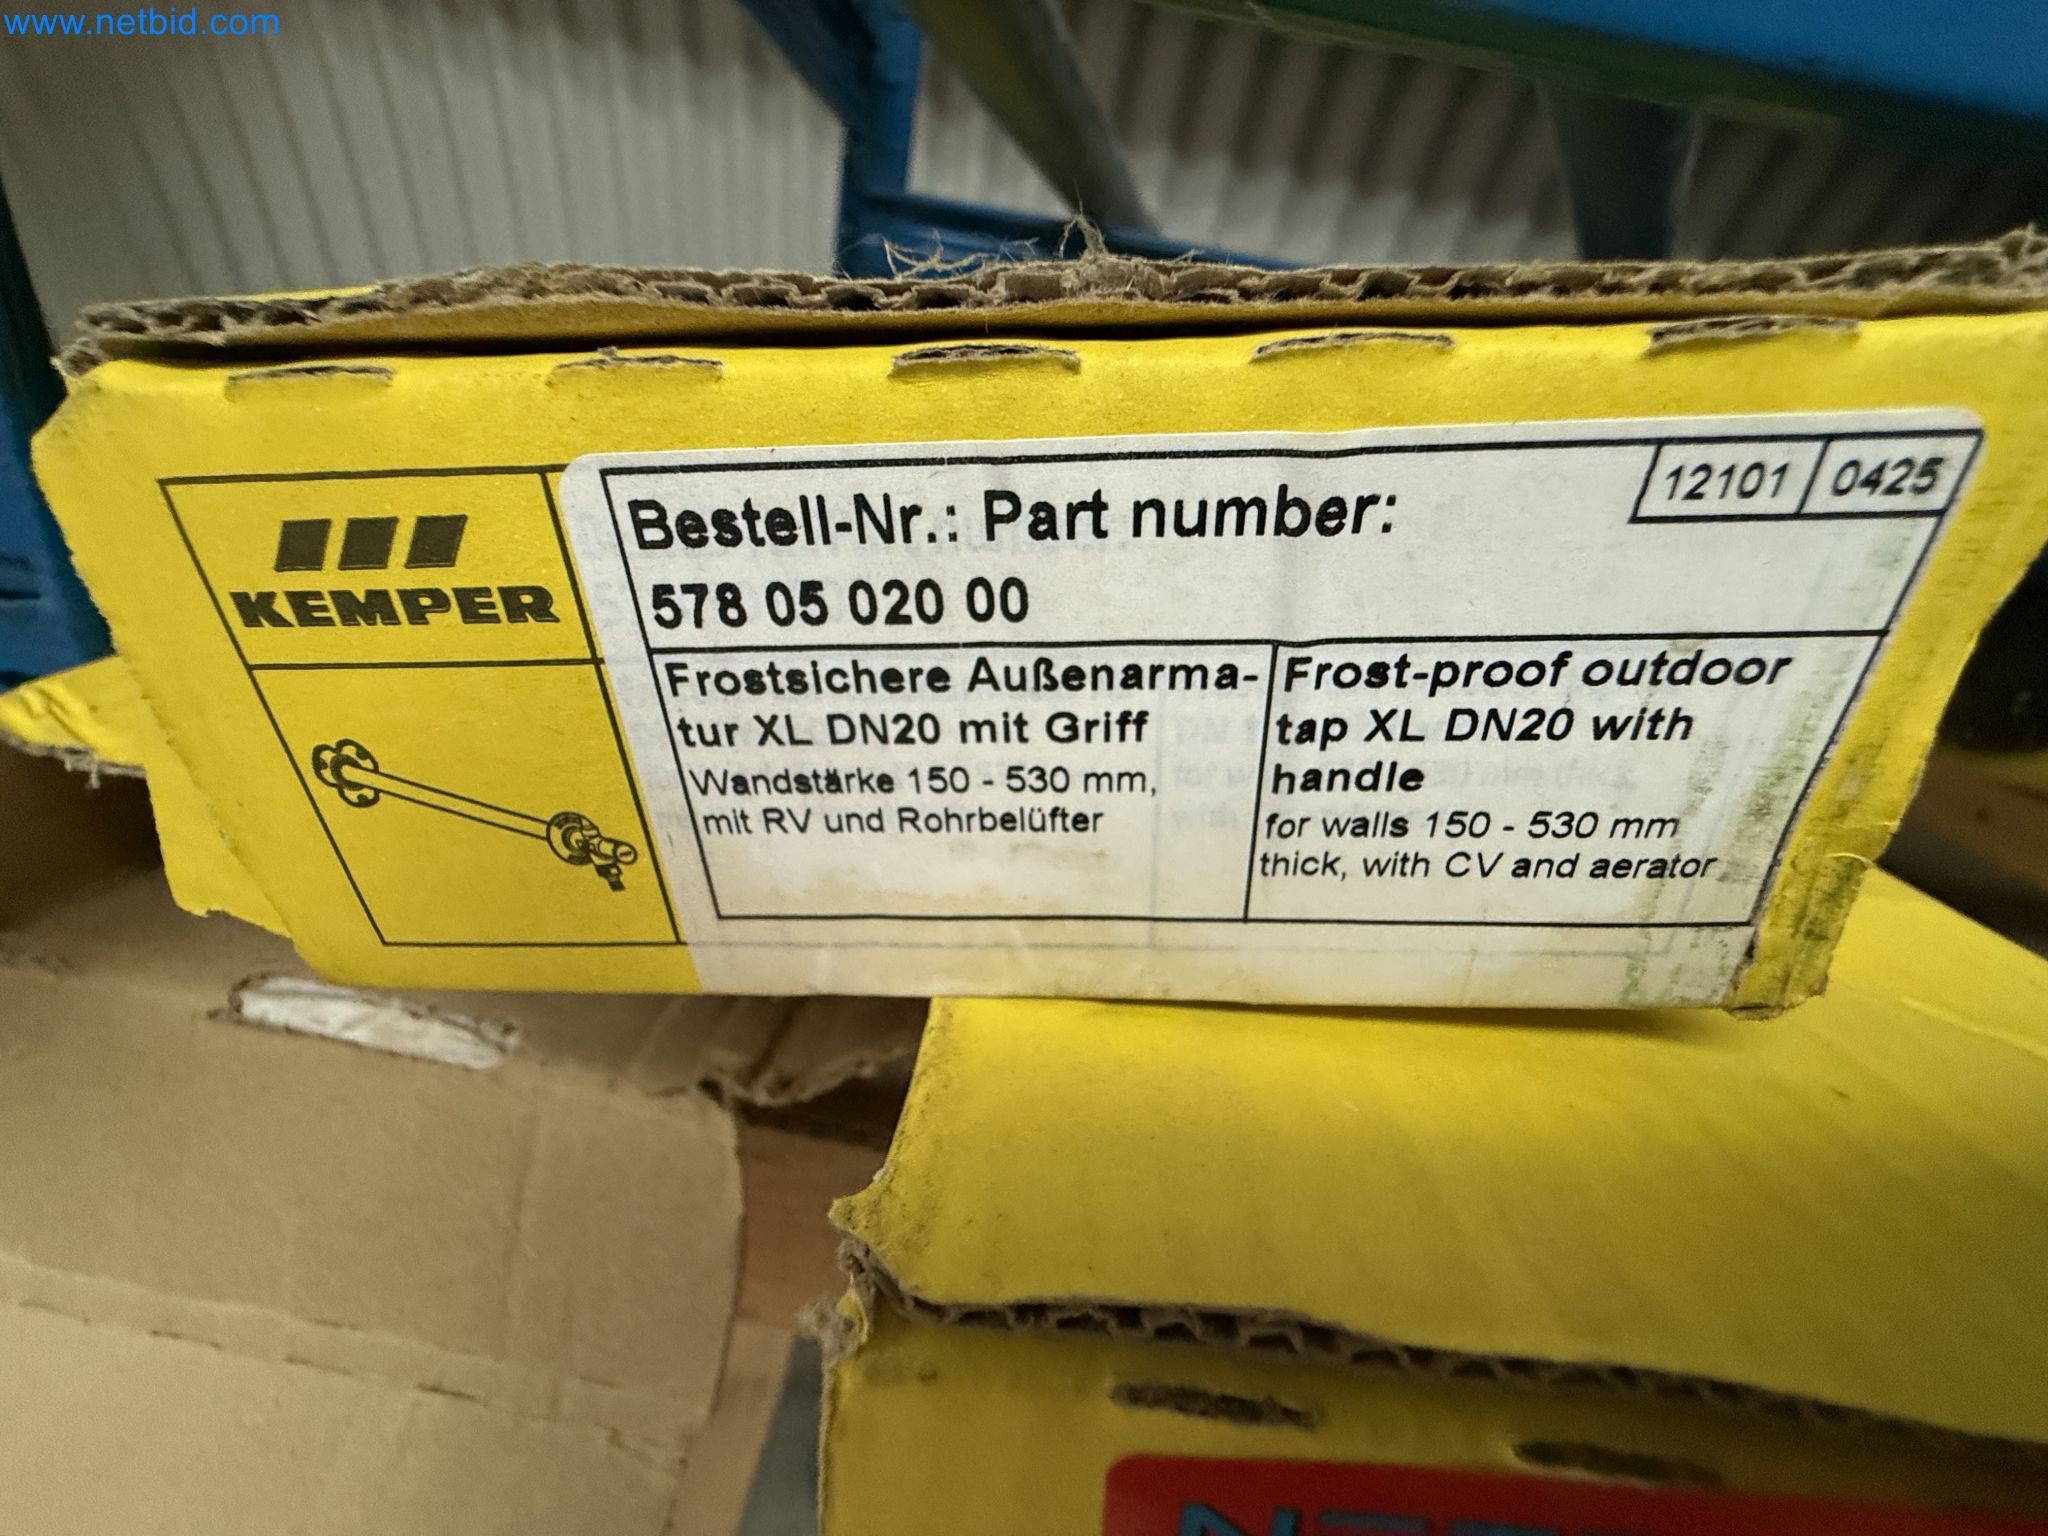 www.netbid.com
KEMPER
Bestell-Nr.: Part number:
12101 0425
578 05 020 00
Frostsichere Außenarma-
tur XL DN20 mit Griff
Wandstärke 150 - 530 mm,
mit RV und Rohrbelüfter
Frost-proof outdoor
tap XL DN20 with
handle
for walls 150 - 530 mm
thick, with CV and aerator